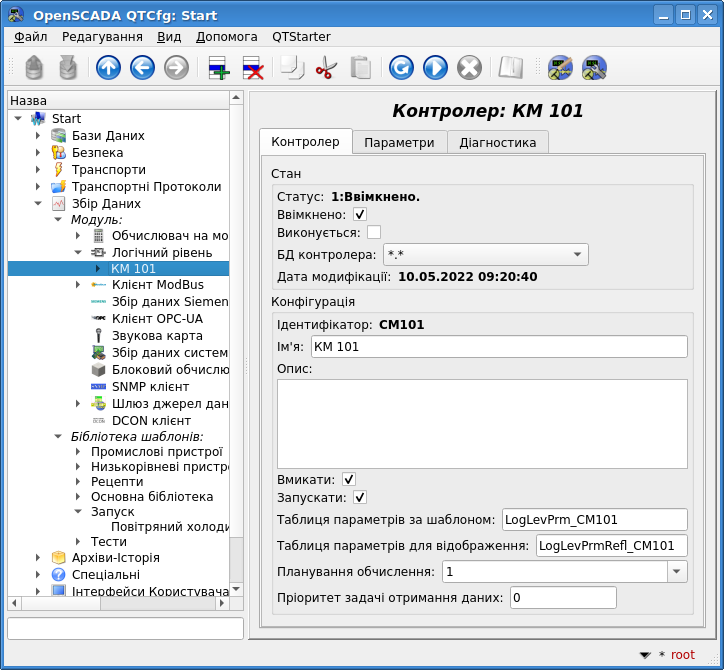 OpenSCADA QTCfg: Start
Файл Редагування Вид Допомога QTStarter
Назва
Start
Бази Даних
Безпека
Транспорти
Транспортні Протоколи
Збір Даних
Модуль:
Обчислювач на мо
Логічний рівень
КМ 101
Клієнт ModBus
Збір даних Siemen
Клієнт OPC-UA
Звукова карта
Збір даних систем
Блоковий обчислю
SNMP клієнт
Шлюз джерел дан
DCON клієнт
Бібліотека шаблонів:
Промислові пристрої
Низькорівневі пристро
Рецепти
Основна бібліотека
Запуск
Повітряний холоди
Тести
Архіви-Історія
Спеціальні
Інтерфейси Користувача
Контролер: КМ 101
Контролер Параметри Діагностика
Стан
Статус: 1:Ввімкнено.
Ввімкнено:
Виконується:
БД контролера: *.*
Дата модифікації: 10.05.2022 09:20:40
Конфігурація
Ідентифікатор: CM101
Ім'я: КМ 101
Опис:
Вмикати:
Запускати:
Таблиця параметрів за шаблоном: LogLevPrm_CM101
Таблиця параметрів для відображення: LogLevPrmRefl_CM101
Планування обчислення: 1
Пріоритет задачі отримання даних: 0
* root